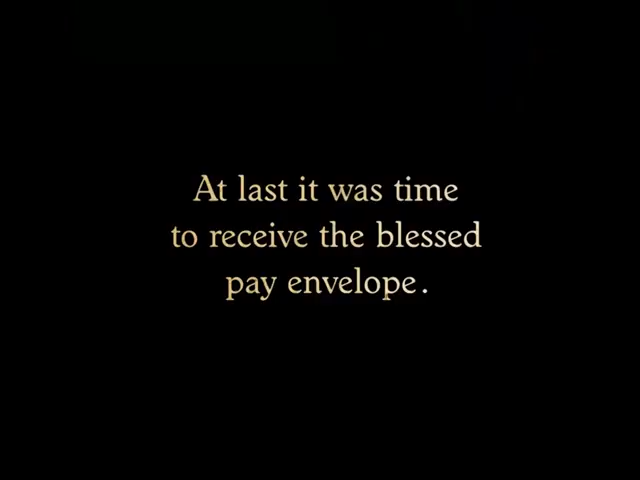 At last it was time
to receive the blessed
pay envelope.